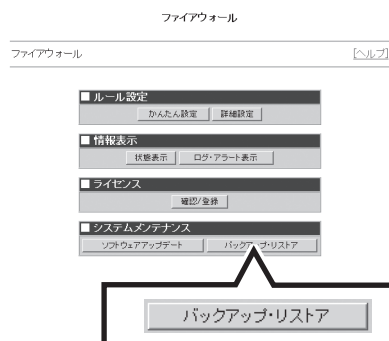 ファイアウォール
ファイアウォール [ヘルプ]
■ ルール設定
かんたん設定 詳細設定
■ 情報表示
状態表示 ログ・アラート表示
■ ライセンス
確認/登録
■ システムメンテナンス
ソフトウェアアップデート バックアップ・リストア
バックアップ・リストア